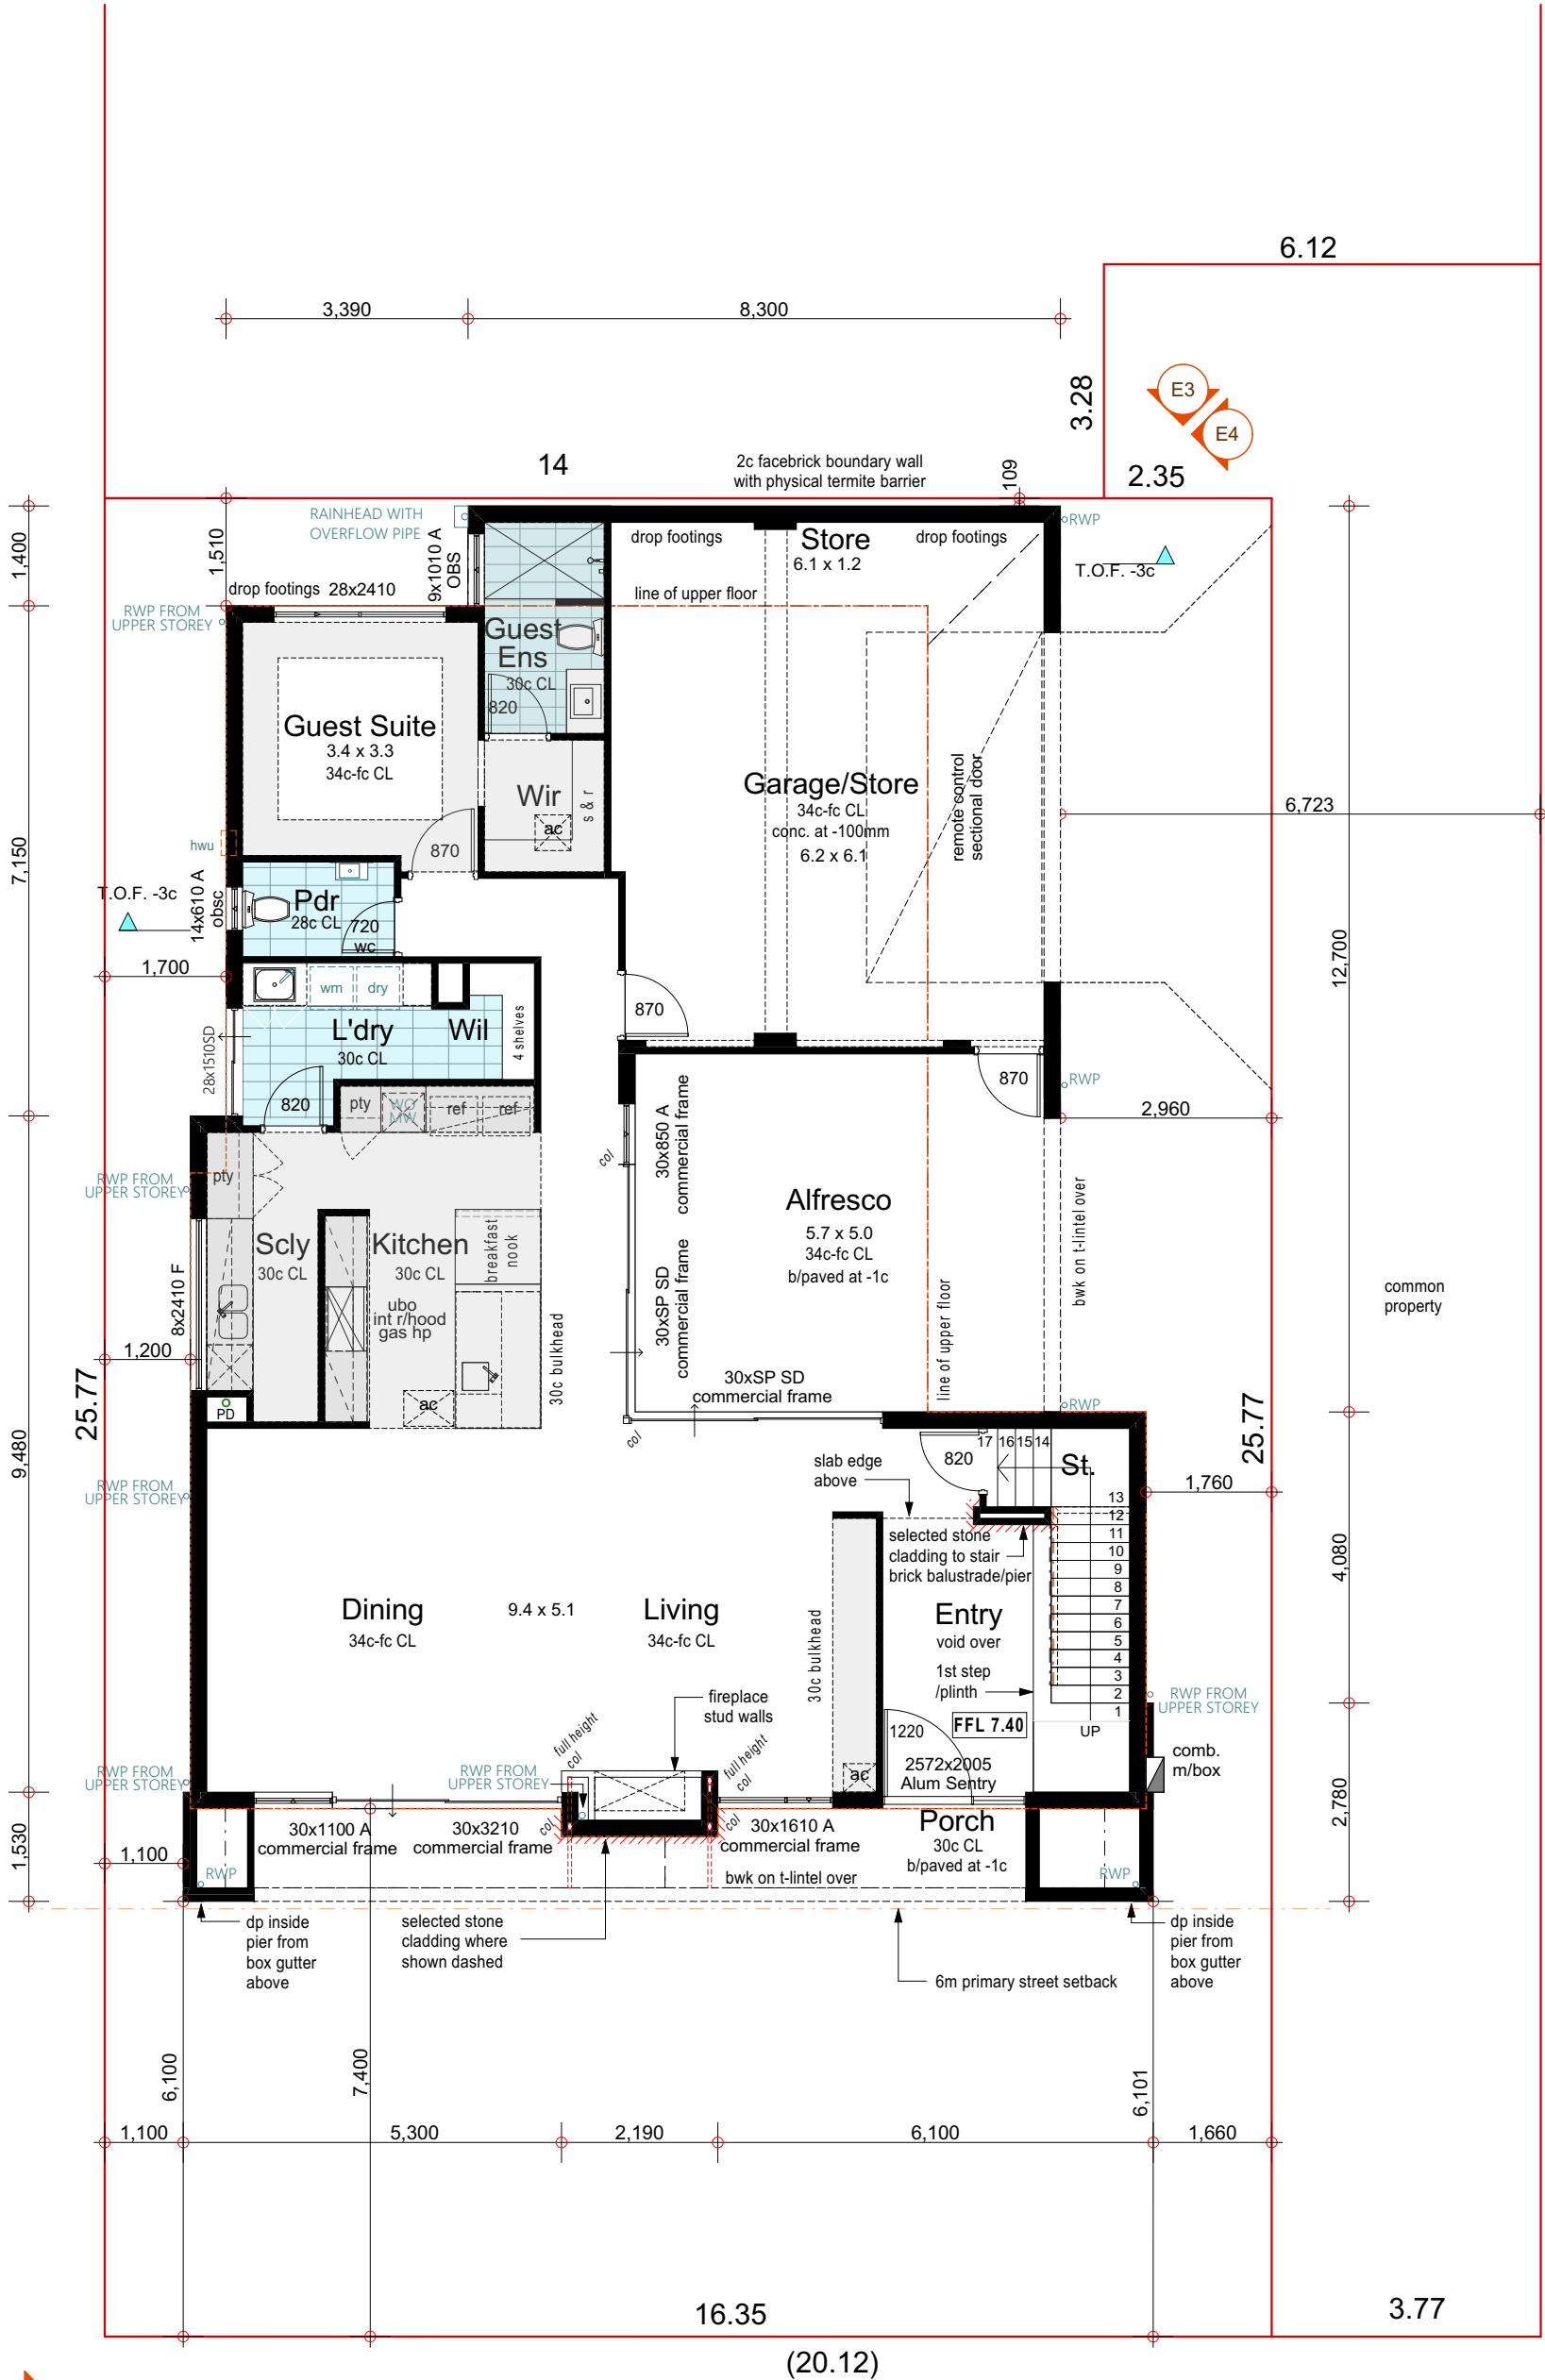 6.12
3,390
8,300
3.28
E3
E4
14
2c facebrick boundary wall
with physical termite barrier
109
2.35
1,400
1,510
RAINHEAD WITH
OVERFLOW PIPE
9x1010 A
OBS
drop footings
Store
6.1 x 1.2
drop footings
RWP
T.O.F. -3c
drop footings 28x2410
line of upper floor
RWP FROM
UPPER STOREY
Guest
Ens
30c CL
820
Guest Suite
3.4 x 3.3
34c-fc CL
Wir
s & r
ac
870
Garage/Store
34c-fc CL
conc. at -100mm
6.2 x 6.1
remote control
sectional door
6,723
7,150
hwu
T.O.F. -3c
14x610 A
obsc
Pdr
28c CL
720
wc
12,700
1,700
wm
dry
L'dry
30c CL
Wil
4 shelves
870
28x1510SD
820
pty
WO
MW
ref
ref
870
RWP
2,960
30x850 A
commercial frame
col
RWP FROM
UPPER STOREY
pty
Scly
30c CL
Kitchen
30c CL
breakfast
nook
Alfresco
5.7 x 5.0
34c-fc CL
b/paved at -1c
bwk on t-lintel over
common
property
8x2410 F
ubo
int r/hood
gas hp
30c bulkhead
30xSP SD
commercial frame
line of upper floor
1,200
25.77
30xSP SD
commercial frame
ac
PD
RWP
col
25.77
9,480
slab edge
above
820
17
16
15
14
St.
1,760
RWP FROM
UPPER STOREY
13
12
11
10
9
8
7
6
5
4
3
2
1
selected stone
cladding to stair
brick balustrade/pier
4,080
Dining
34c-fc CL
9.4 x 5.1
Living
34c-fc CL
30c bulkhead
Entry
void over
1st step
/plinth
fireplace
stud walls
full height
col
full height
col
1220
FFL 7.40
UP
RWP FROM
UPPER STOREY
comb.
m/box
RWP FROM
UPPER STOREY
RWP FROM
UPPER STOREY
ac
2572x2005
Alum Sentry
2,780
1,530
30x1100 A
commercial frame
30x3210
commercial frame
col
col
30x1610 A
commercial frame
Porch
30c CL
b/paved at -1c
1,100
RWP
bwk on t-lintel over
RWP
dp inside
pier from
box gutter
above
selected stone
cladding where
shown dashed
6m primary street setback
dp inside
pier from
box gutter
above
6,100
7,400
6,101
1,100
5,300
2,190
6,100
1,660
16.35
3.77
(20.12)